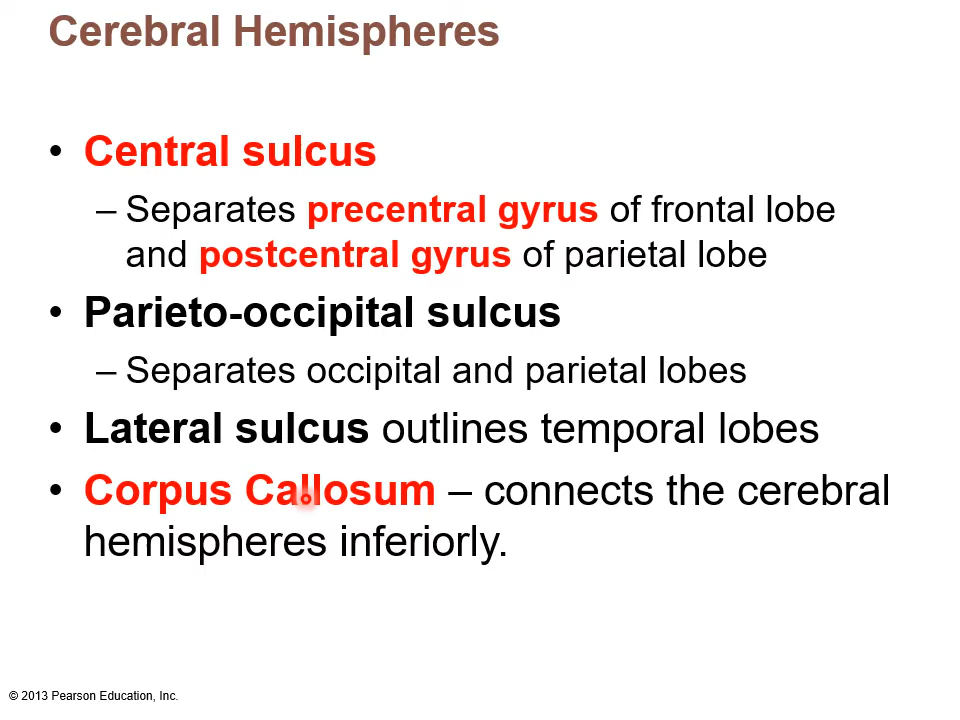 Cerebral Hemispheres
• Central sulcus
– Separates precentral gyrus of frontal lobe
and postcentral gyrus of parietal lobe
• Parieto-occipital sulcus
– Separates occipital and parietal lobes
• Lateral sulcus outlines temporal lobes
• Corpus Callosum – connects the cerebral
hemispheres inferiorly.
© 2013 Pearson Education, Inc.